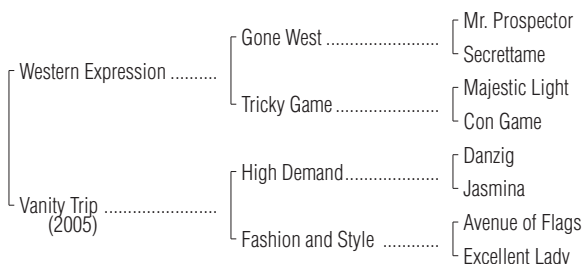 Mr. Prospector
Gone West ........................
Secrettame
Western Expression ..........
Majestic Light
Tricky Game ......................
Con Game
Danzig
High Demand....................
Jasmina
Vanity Trip ........................
(2005)
Avenue of Flags
Fashion and Style ..............
Excellent Lady